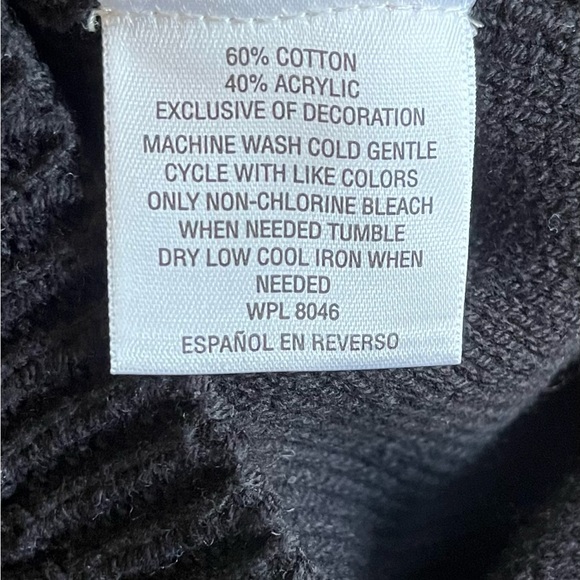 60% COTTON
40% ACRYLIC
EXCLUSIVE OF DECORATION
MACHINE WASH COLD GENTLE
CYCLE WITH LIKE COLORS
ONLY NON-CHLORINE BLEACH
WHEN NEEDED TUMBLE
DRY LOW COOL IRON WHEN
NEEDED
WPL 8046
ESPAÑOL EN REVERSO